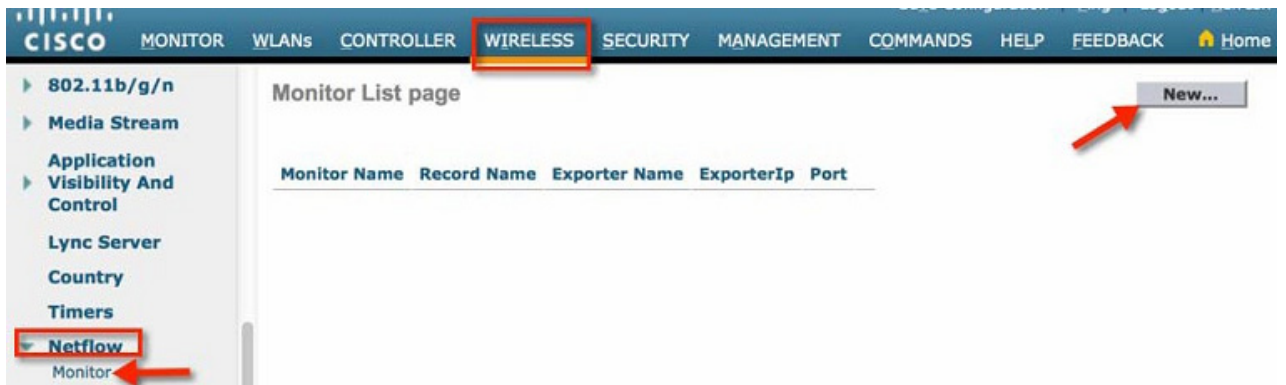 CISCO MONITOR WLANs CONTROLLER WIRELESS SECURITY MANAGEMENT COMMANDS HELP FEEDBACK Home
802.11b/g/n
Media Stream
Application
Visibility And
Control
Lync Server
Country
Timers
Netflow
Monitor
Monitor List page
New...
Monitor Name Record Name Exporter Name ExporterIp Port